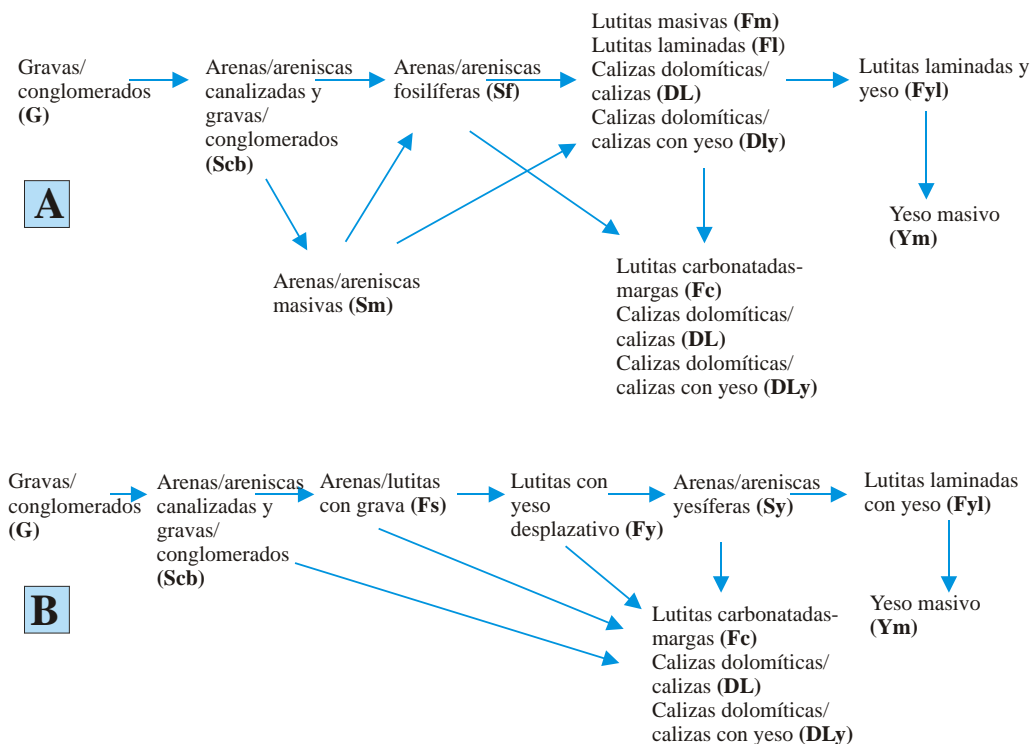 Gravas/
conglomerados
(G)
Arenas/areniscas
canalizadas y
gravas/
conglomerados
(Scb)
Arenas/areniscas
fosilíferas (Sf)
Lutitas masivas (Fm)
Lutitas laminadas (Fl)
Calizas dolomíticas/
calizas (DL)
Calizas dolomíticas/
calizas con yeso (Dly)
Lutitas laminadas y
yeso (Fyl)
A
Arenas/areniscas
masivas (Sm)
Yeso masivo
(Ym)
Lutitas carbonatadas-
margas (Fc)
Calizas dolomíticas/
calizas (DL)
Calizas dolomíticas/
calizas con yeso (DLy)
Gravas/
conglomerados
(G)
Arenas/areniscas
canalizadas y
gravas/
conglomerados
(Scb)
Arenas/lutitas
con grava (Fs)
Lutitas con
yeso
desplazativo (Fy)
Arenas/areniscas
yesíferas (Sy)
Lutitas laminadas
con yeso (Fyl)
B
Lutitas carbonatadas-
margas (Fc)
Calizas dolomíticas/
calizas (DL)
Calizas dolomíticas/
calizas con yeso (DLy)
Yeso masivo
(Ym)